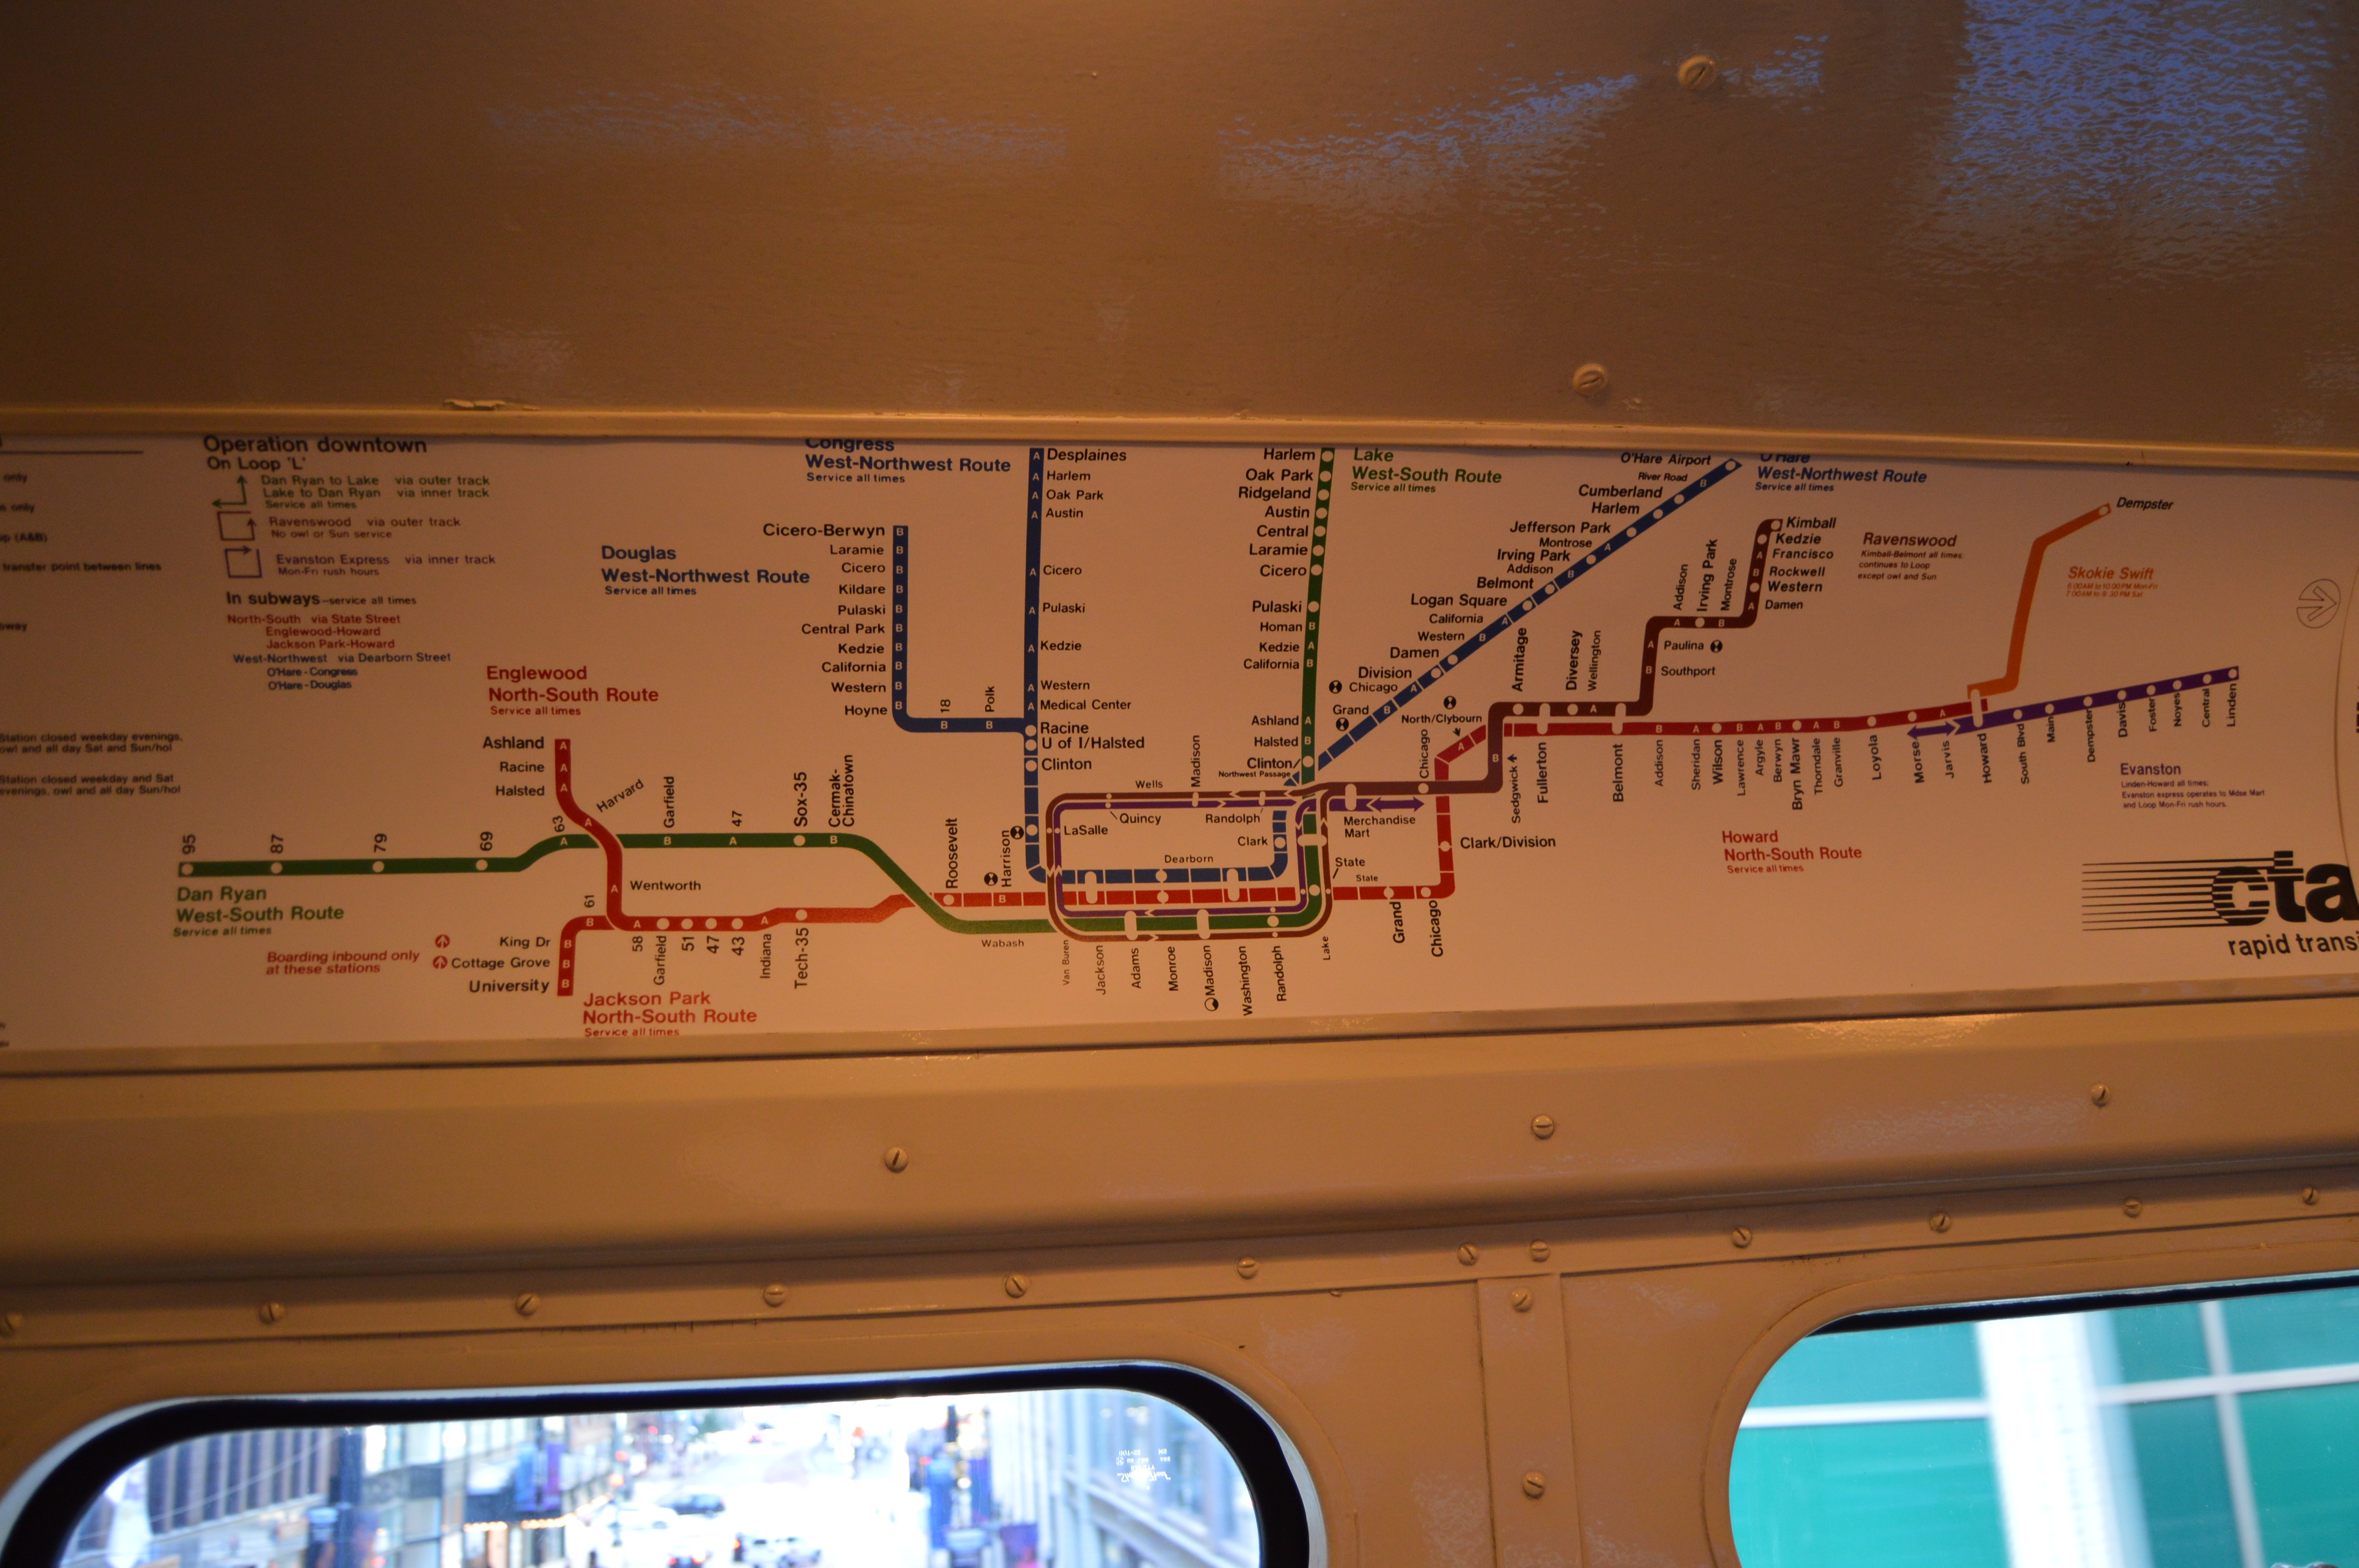 only
only
p (A&B)
transfer point between lines
Station closed weekday evenings,
owl and all day Sat and Sun/hol
Station closed weekday and Sat
evenings, owl and all day Sun/hol
Operation downtown
On Loop 'L'
Dan Ryan to Lake via outer track
Lake to Dan Ryan via inner track
Service all times
Ravenswood via outer track
No owl or Sun service
Evanston Express via inner track
Mon-Fri rush hours
In subways–service all times
North-South via State Street
Englewood-Howard
Jackson Park-Howard
West-Northwest via Dearborn Street
O'Hare-Congress
O'Hare-Douglas
Englewood
North-South Route
Service all times
Ashland
Racine
Halsted
Harvard
63
Garfield
47
Sox-35
Cermak-
Chinatown
95
87
79
69
Dan Ryan
West-South Route
Service all times
Wentworth
61
Boarding inbound only
at these stations
King Dr
Cottage Grove
University
58
Garfield
51
47
43
Indiana
Tech-35
Jackson Park
North-South Route
Service all times
Douglas
West-Northwest Route
Service all times
Cicero-Berwyn
Laramie
Cicero
Kildare
Pulaski
Central Park
Kedzie
California
Western
Hoyne
18
Polk
Congress
West-Northwest Route
Service all times
Desplaines
Harlem
Oak Park
Austin
Cicero
Pulaski
Kedzie
Western
Medical Center
Racine
U of I/Halsted
Clinton
LaSalle
Roosevelt
Harrison
Wabash
Wells
Madison
Quincy
Randolph
Clark
Dearborn
Merchandise
Mart
State
State
Van Buren
Jackson
Adams
Monroe
Madison
Washington
Randolph
Lake
Lake
West-South Route
Service all times
Harlem
Oak Park
Ridgeland
Austin
Central
Laramie
Cicero
Pulaski
Homan
Kedzie
California
Ashland
Halsted
Clinton/
Northwest Passage
O'Hare
West-Northwest Route
Service all times
O'Hare Airport
River Road
Cumberland
Harlem
Jefferson Park
Montrose
Irving Park
Addison
Belmont
Logan Square
California
Western
Damen
Division
Chicago
Grand
North/Clybourn
Chicago
Clark/Division
Grand
Chicago
Sedgwick
Armitage
Fullerton
Diversey
Wellington
Belmont
Southport
Paulina
Addison
Irving Park
Montrose
Damen
Western
Rockwell
Francisco
Kedzie
Kimball
Ravenswood
Kimball-Belmont all times;
continues to Loop
except owl and Sun
Addison
Sheridan
Wilson
Lawrence
Argyle
Berwyn
Bryn Mawr
Thorndale
Granville
Loyola
Morse
Jarvis
Howard
Howard
North-South Route
Service all times
Skokie Swift
Dempster
South Blvd
Main
Dempster
Davis
Foster
Noyes
Central
Linden
Evanston
Linden-Howard all times;
Evanston express operates to Mdse Mart
and Loop Mon-Fri rush hours.
cta
rapid transi